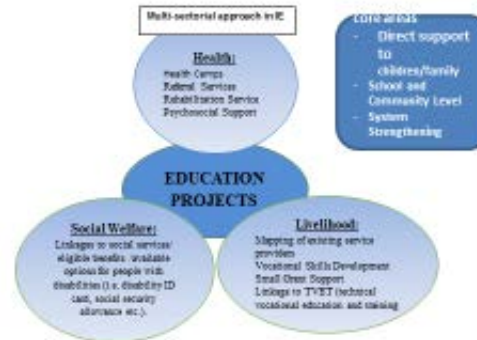 Multi-sectorial approach in IE
Health:
Health Camps
Referral Services
Rehabilitation Service
Psychosocial Support
core areas
- Direct support
to
children/family
- School and
Community Level
- System
Strengthening
EDUCATION
PROJECTS
Social Welfare:
Linkages to social services/
eligible benefits available
options for people with
disabilities (i.e. disability ID
card, social security
allowance etc.).
Livelihood:
Mapping of existing service
providers
Vocational Skills Development
Small Grant Support
Linkages to TVET (technical
vocational education and training